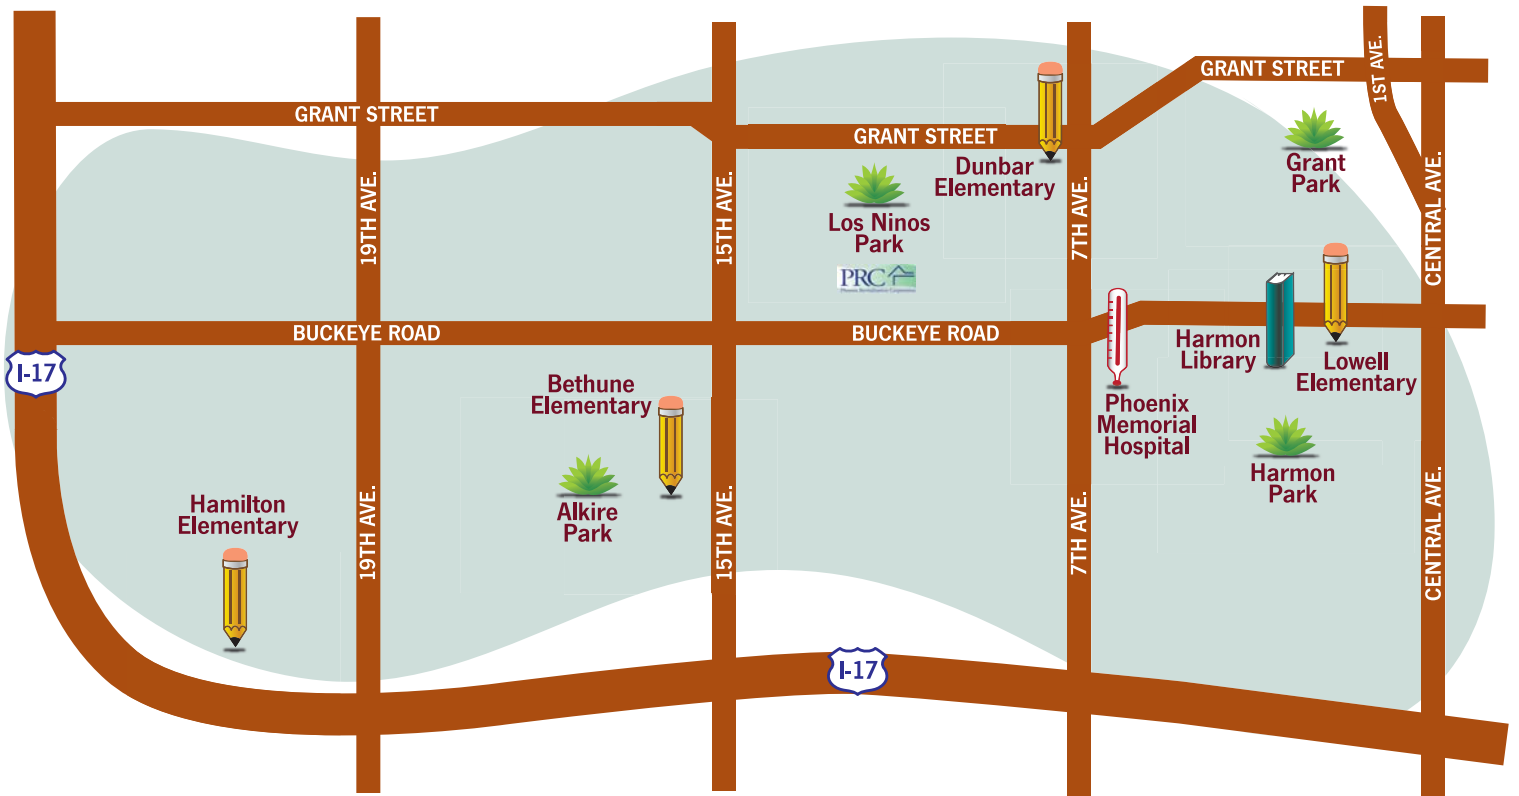 1ST AVE.
GRANT STREET
GRANT STREET
GRANT STREET
Dunbar
Elementary
Grant
Park
19TH AVE.
15TH AVE.
7TH AVE.
CENTRAL AVE.
Los Ninos
Park
PRC
BUCKEYE ROAD
BUCKEYE ROAD
Harmon
Library
Lowell
Elementary
I-17
Bethune
Elementary
Phoenix
Memorial
Hospital
Harmon
Park
Alkire
Park
Hamilton
Elementary
19TH AVE.
15TH AVE.
7TH AVE.
CENTRAL AVE.
I-17